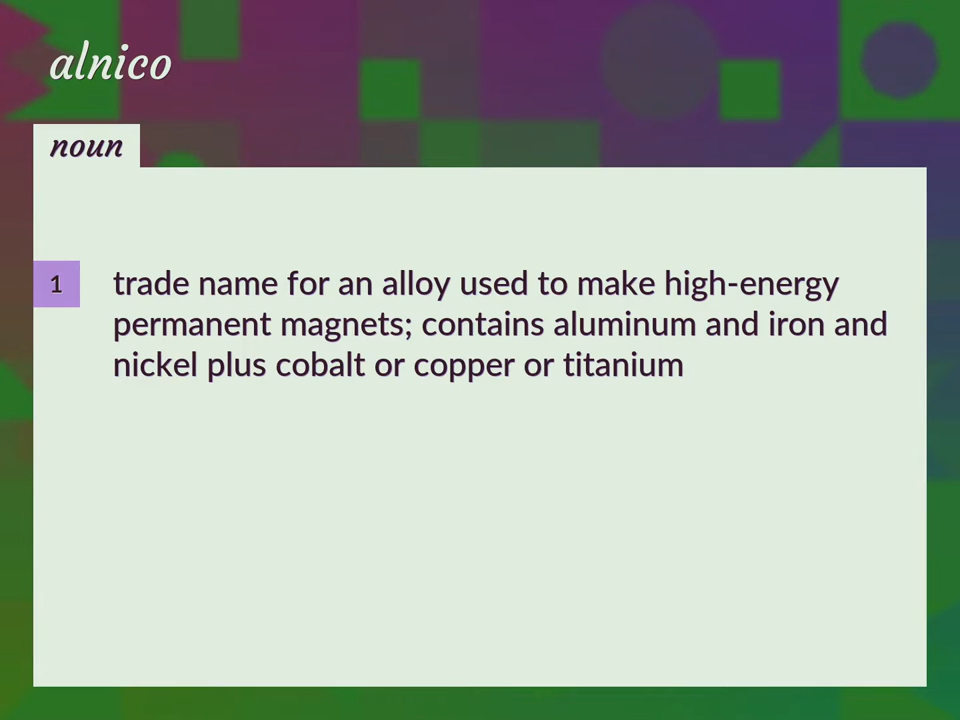 alnico
noun
1
trade name for an alloy used to make high-energy
permanent magnets; contains aluminum and iron and
nickel plus cobalt or copper or titanium